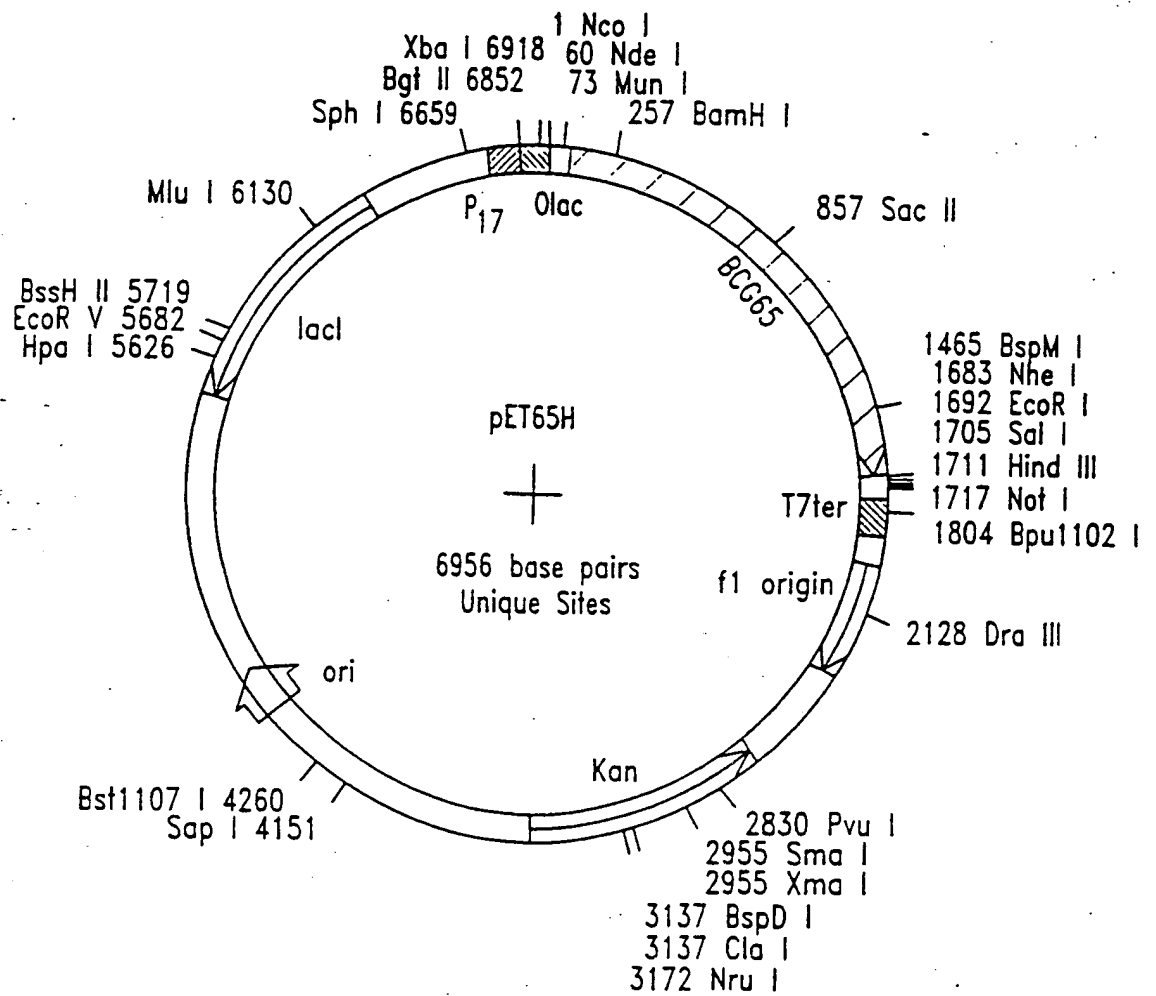 1 Nco I
Xba I 6918
60 Nde I
Bgt II 6852
73 Mun I
Sph I 6659
257 BamH I
Mlu I 6130
P17
Olac
857 Sac II
BCG65
BssH II 5719
EcoR V 5682
Hpa I 5626
lacI
1465 BspM I
1683 Nhe I
1692 EcoR I
1705 Sal I
1711 Hind III
1717 Not I
1804 Bpu1102 I
pET65H
T7ter
6956 base pairs
Unique Sites
f1 origin
2128 Dra III
ori
Kan
Bst1107 I 4260
Sap I 4151
2830 Pvu I
2955 Sma I
2955 Xma I
3137 BspD I
3137 Cla I
3172 Nru I